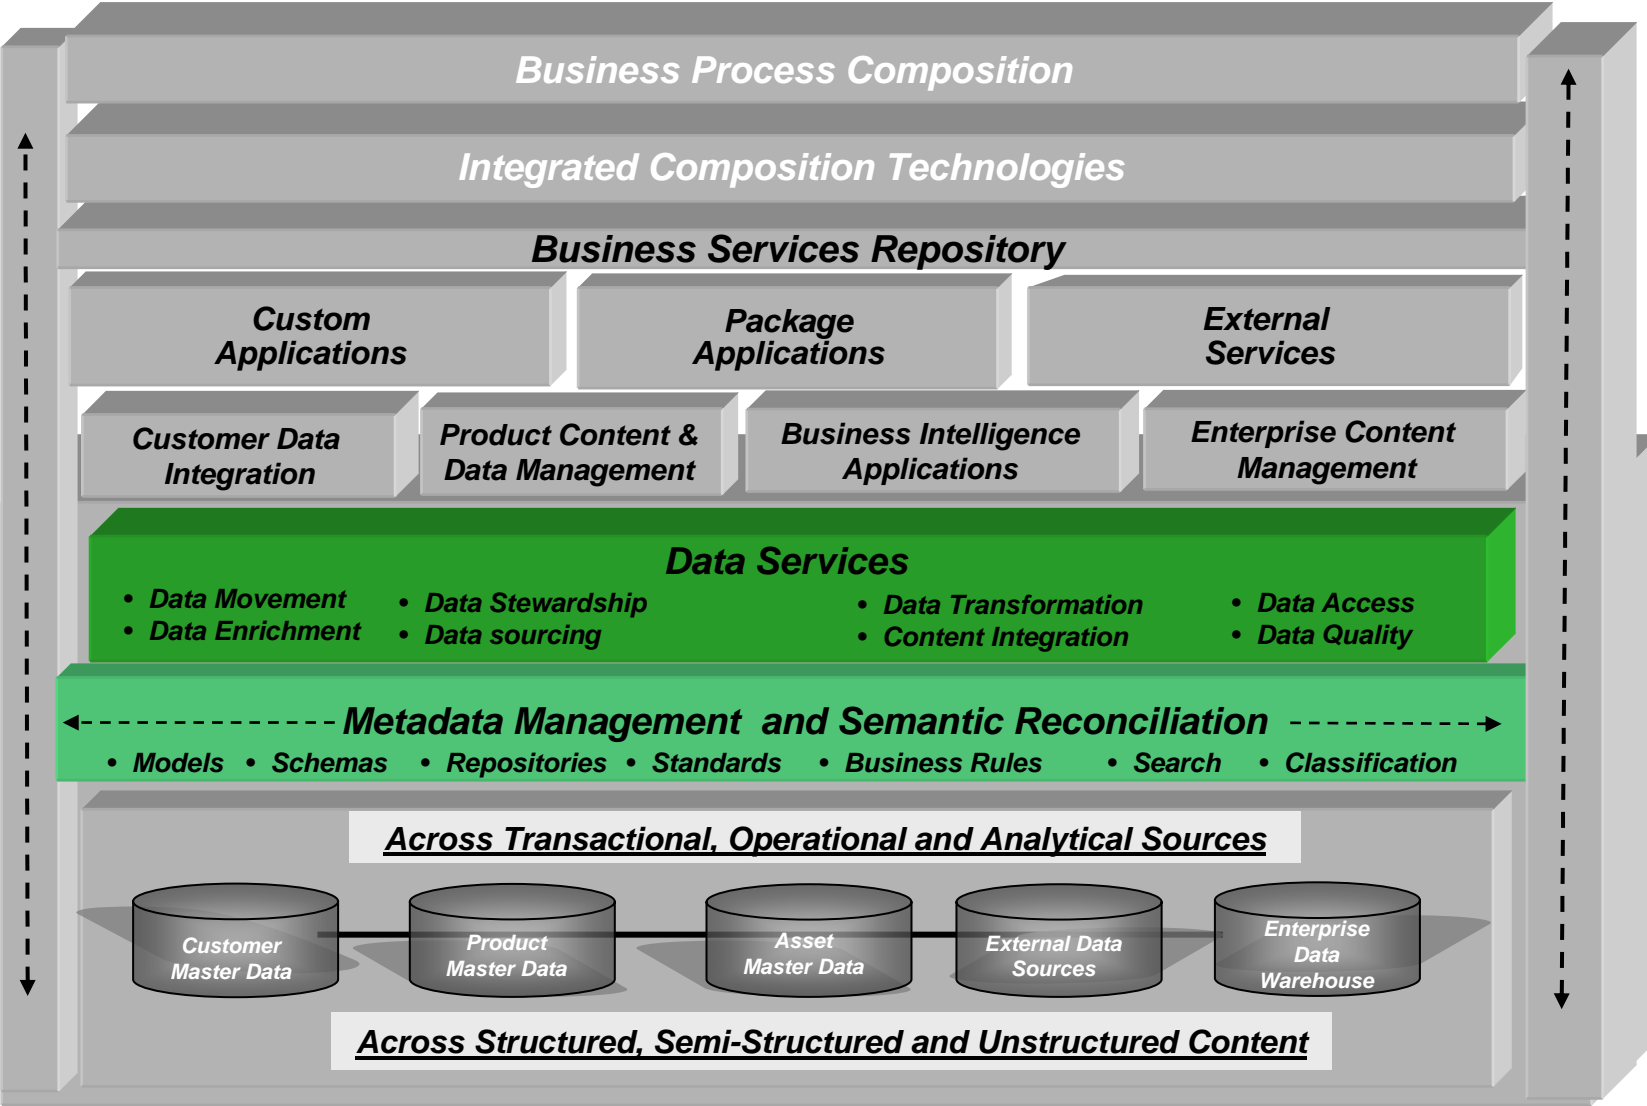 Business Process Composition
Integrated Composition Technologies
Business Services Repository
Custom
Applications
Package
Applications
External
Services
Customer Data
Integration
Product Content &
Data Management
Business Intelligence
Applications
Enterprise Content
Management
Data Services
• Data Movement
• Data Enrichment
• Data Stewardship
• Data sourcing
• Data Transformation
• Content Integration
• Data Access
• Data Quality
Metadata Management and Semantic Reconciliation
• Models • Schemas • Repositories • Standards • Business Rules • Search • Classification
Across Transactional, Operational and Analytical Sources
Customer
Master Data
Product
Master Data
Asset
Master Data
External Data
Sources
Enterprise
Data
Warehouse
Across Structured, Semi-Structured and Unstructured Content